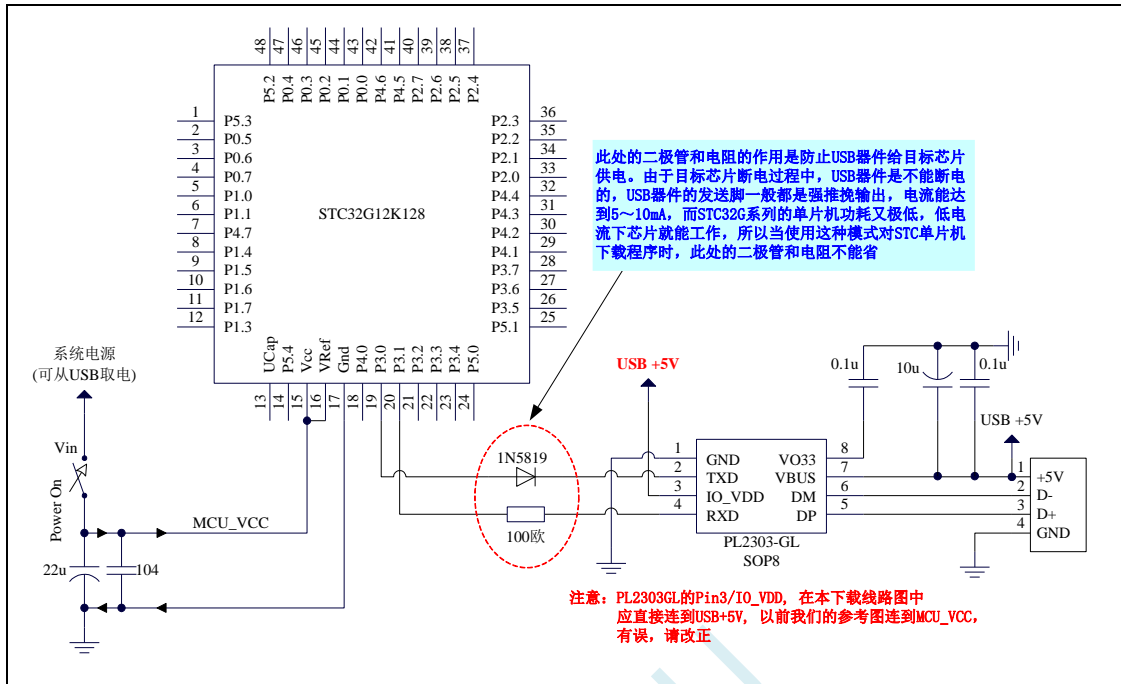 48 47 46 45 44 43 42 41 40 39 38 37
P5.2 P0.4 P0.3 P0.2 P0.1 P0.0 P4.6 P4.5 P2.7 P2.6 P2.5 P2.4
1 P5.3
2 P0.5
3 P0.6
4 P0.7
5 P1.0
6 P1.1
7 P4.7
8 P1.4
9 P1.5
10 P1.6
11 P1.7
12 P1.3
STC32G12K128
P2.3 36
P2.2 35
P2.1 34
P2.0 33
P4.4 32
P4.3 31
P4.2 30
P4.1 29
P3.7 28
P3.6 27
P3.5 26
P5.1 25
UCap P5.4 Vcc VRef Gnd P4.0 P3.0 P3.1 P3.2 P3.3 P3.4 P5.0
13 14 15 16 17 18 19 20 21 22 23 24
此处的二极管和电阻的作用是防止USB器件给目标芯片
供电。由于目标芯片断电过程中，USB器件是不能断电
的，USB器件的发送脚一般都是强推挽输出，电流能达
到5～10mA，而STC32G系列的单片机功耗又极低，低电
流下芯片就能工作，所以当使用这种模式对STC单片机
下载程序时，此处的二极管和电阻不能省
系统电源
(可从USB取电)
Vin
Power On
MCU_VCC
22u
104
1N5819
100欧
USB +5V
0.1u
10u
0.1u
USB +5V
1 GND
2 TXD
3 IO_VDD
4 RXD
VO33 8
VBUS 7
DM 6
DP 5
PL2303-GL
SOP8
1 +5V
2 D-
3 D+
4 GND
注意：PL2303GL的Pin3/IO_VDD, 在本下载线路图中
应直接连到USB+5V, 以前我们的参考图连到MCU_VCC,
有误，请改正